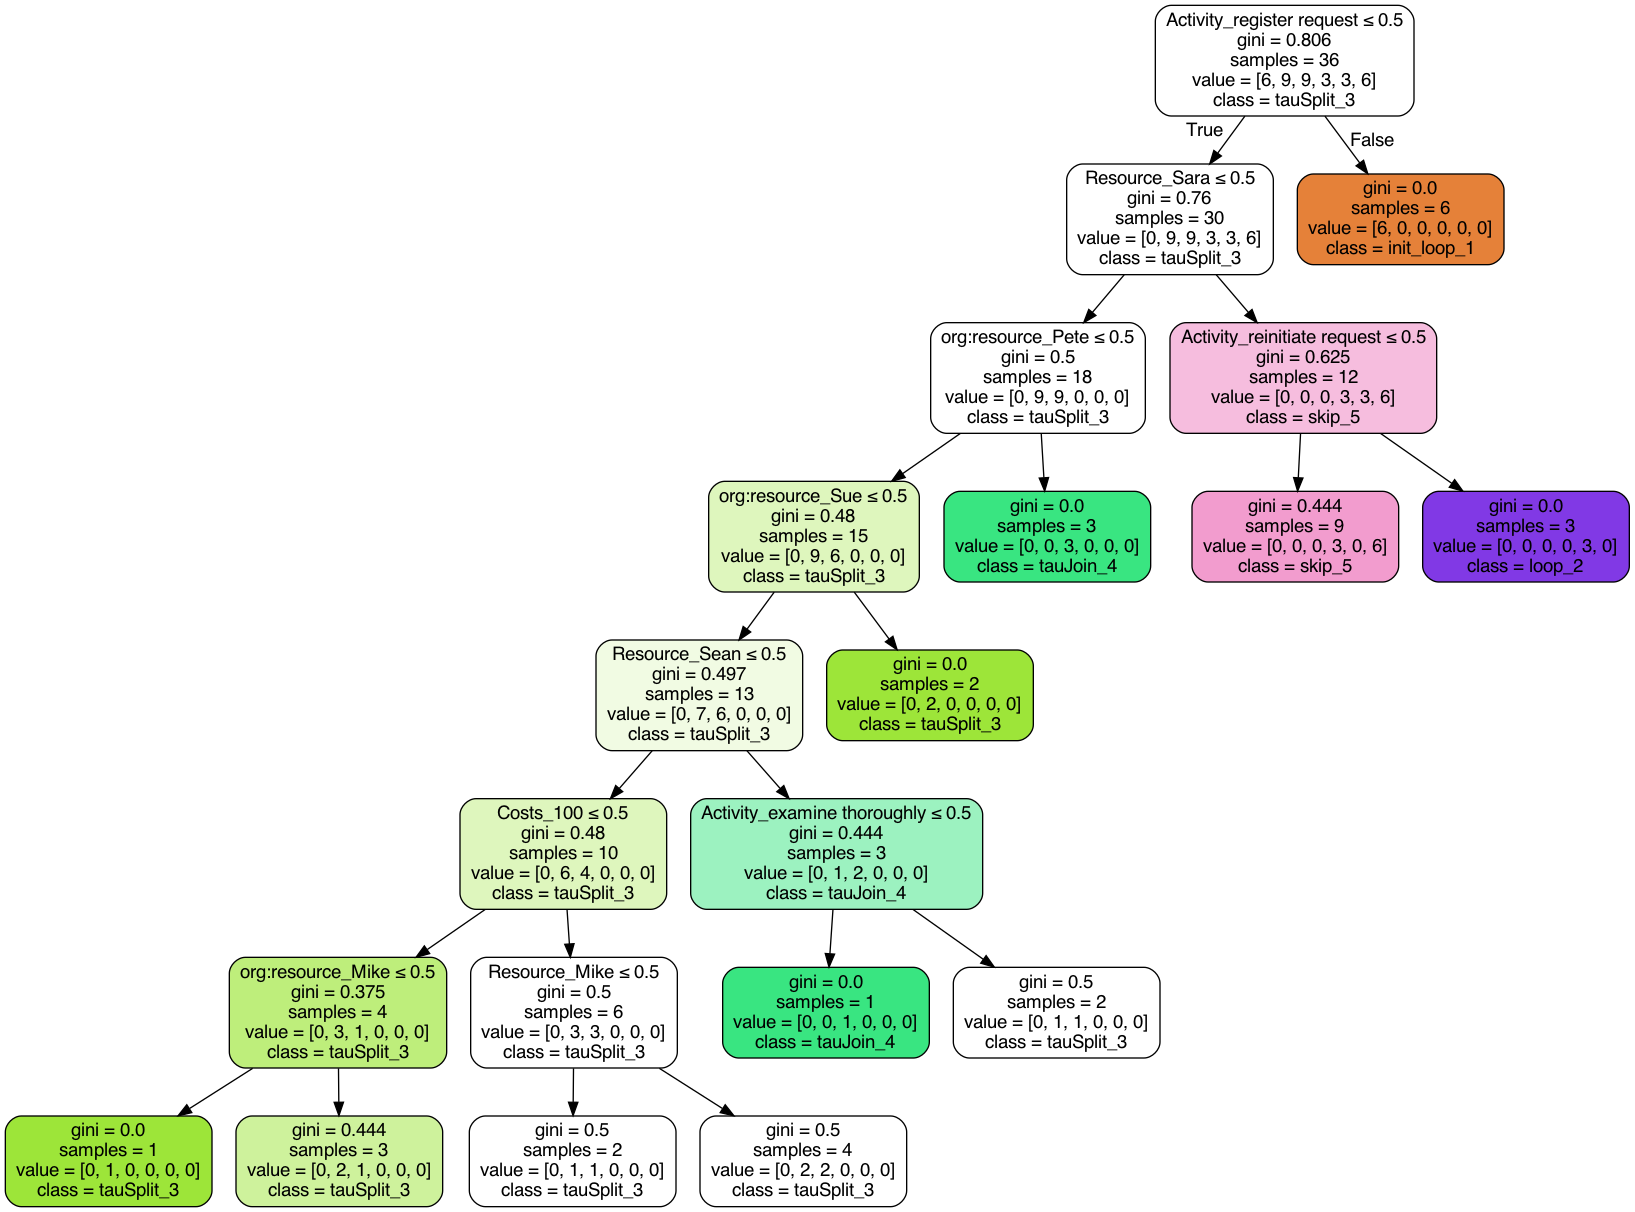 Activity_register request ≤ 0.5
gini = 0.806
samples = 36
value = [6, 9, 9, 3, 3, 6]
class = tauSplit_3
True
False
Resource_Sara ≤ 0.5
gini = 0.76
samples = 30
value = [0, 9, 9, 3, 3, 6]
class = tauSplit_3
gini = 0.0
samples = 6
value = [6, 0, 0, 0, 0, 0]
class = init_loop_1
org:resource_Pete ≤ 0.5
gini = 0.5
samples = 18
value = [0, 9, 9, 0, 0, 0]
class = tauSplit_3
Activity_reinitiate request ≤ 0.5
gini = 0.625
samples = 12
value = [0, 0, 0, 3, 3, 6]
class = skip_5
org:resource_Sue ≤ 0.5
gini = 0.48
samples = 15
value = [0, 9, 6, 0, 0, 0]
class = tauSplit_3
gini = 0.0
samples = 3
value = [0, 0, 3, 0, 0, 0]
class = tauJoin_4
gini = 0.444
samples = 9
value = [0, 0, 0, 3, 0, 6]
class = skip_5
gini = 0.0
samples = 3
value = [0, 0, 0, 0, 3, 0]
class = loop_2
Resource_Sean ≤ 0.5
gini = 0.497
samples = 13
value = [0, 7, 6, 0, 0, 0]
class = tauSplit_3
gini = 0.0
samples = 2
value = [0, 2, 0, 0, 0, 0]
class = tauSplit_3
Costs_100 ≤ 0.5
gini = 0.48
samples = 10
value = [0, 6, 4, 0, 0, 0]
class = tauSplit_3
Activity_examine thoroughly ≤ 0.5
gini = 0.444
samples = 3
value = [0, 1, 2, 0, 0, 0]
class = tauJoin_4
org:resource_Mike ≤ 0.5
gini = 0.375
samples = 4
value = [0, 3, 1, 0, 0, 0]
class = tauSplit_3
Resource_Mike ≤ 0.5
gini = 0.5
samples = 6
value = [0, 3, 3, 0, 0, 0]
class = tauSplit_3
gini = 0.0
samples = 1
value = [0, 0, 1, 0, 0, 0]
class = tauJoin_4
gini = 0.5
samples = 2
value = [0, 1, 1, 0, 0, 0]
class = tauSplit_3
gini = 0.0
samples = 1
value = [0, 1, 0, 0, 0, 0]
class = tauSplit_3
gini = 0.444
samples = 3
value = [0, 2, 1, 0, 0, 0]
class = tauSplit_3
gini = 0.5
samples = 2
value = [0, 1, 1, 0, 0, 0]
class = tauSplit_3
gini = 0.5
samples = 4
value = [0, 2, 2, 0, 0, 0]
class = tauSplit_3